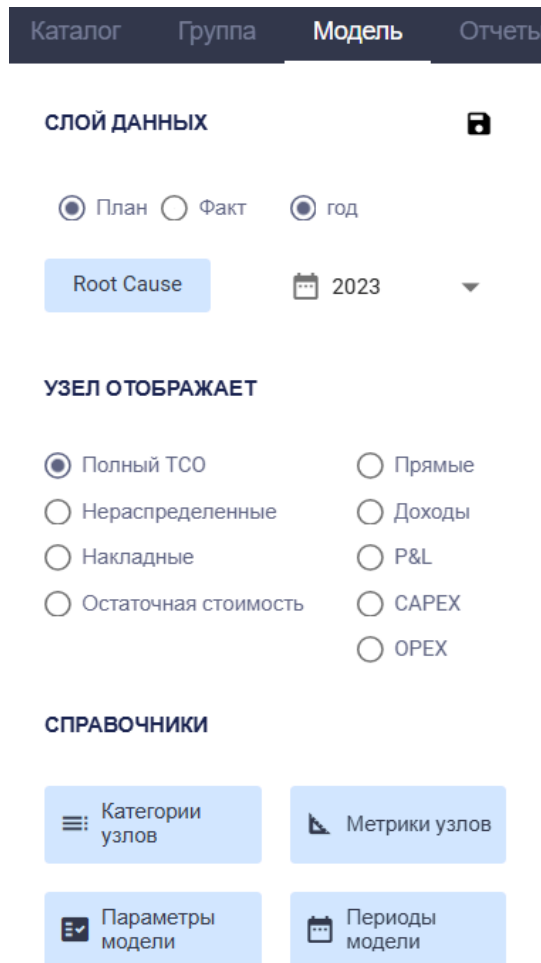 Каталог Группа Модель Отчеты
СЛОЙ ДАННЫХ
План Факт год
Root Cause 2023
УЗЕЛ ОТОБРАЖАЕТ
Полный ТСО Прямые
Нераспределенные Доходы
Накладные P&L
Остаточная стоимость CAPEX
OPEX
СПРАВОЧНИКИ
Категории
узлов
Метрики узлов
Параметры
модели
Периоды
модели